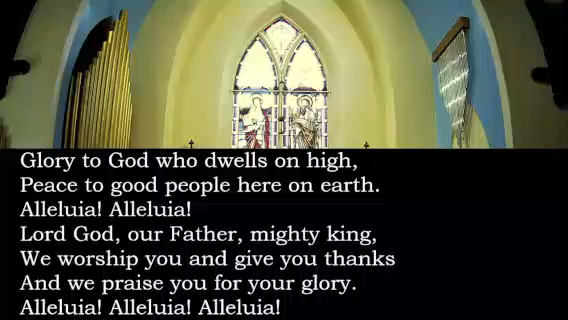 Glory to God who dwells on high,
Peace to good people here on earth.
Alleluia! Alleluia!
Lord God, our Father, mighty king,
We worship you and give you thanks
And we praise you for your glory.
Alleluia! Alleluia! Alleluia!